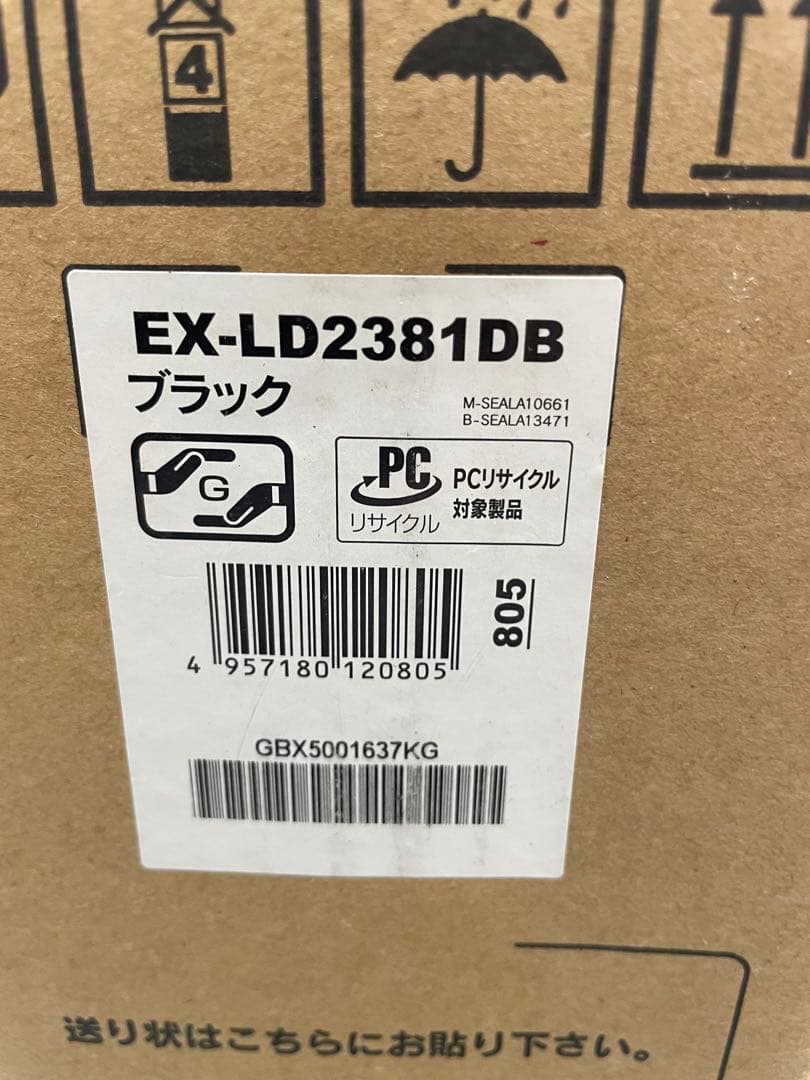 4
EX-LD2381DB
ブラック
M-SEALA10661
B-SEALA13471
G
PC
リサイクル
PCリサイクル
対象製品
805
4 957180 120805
GBX5001637KG
送り状はこちらにお貼り下さい。